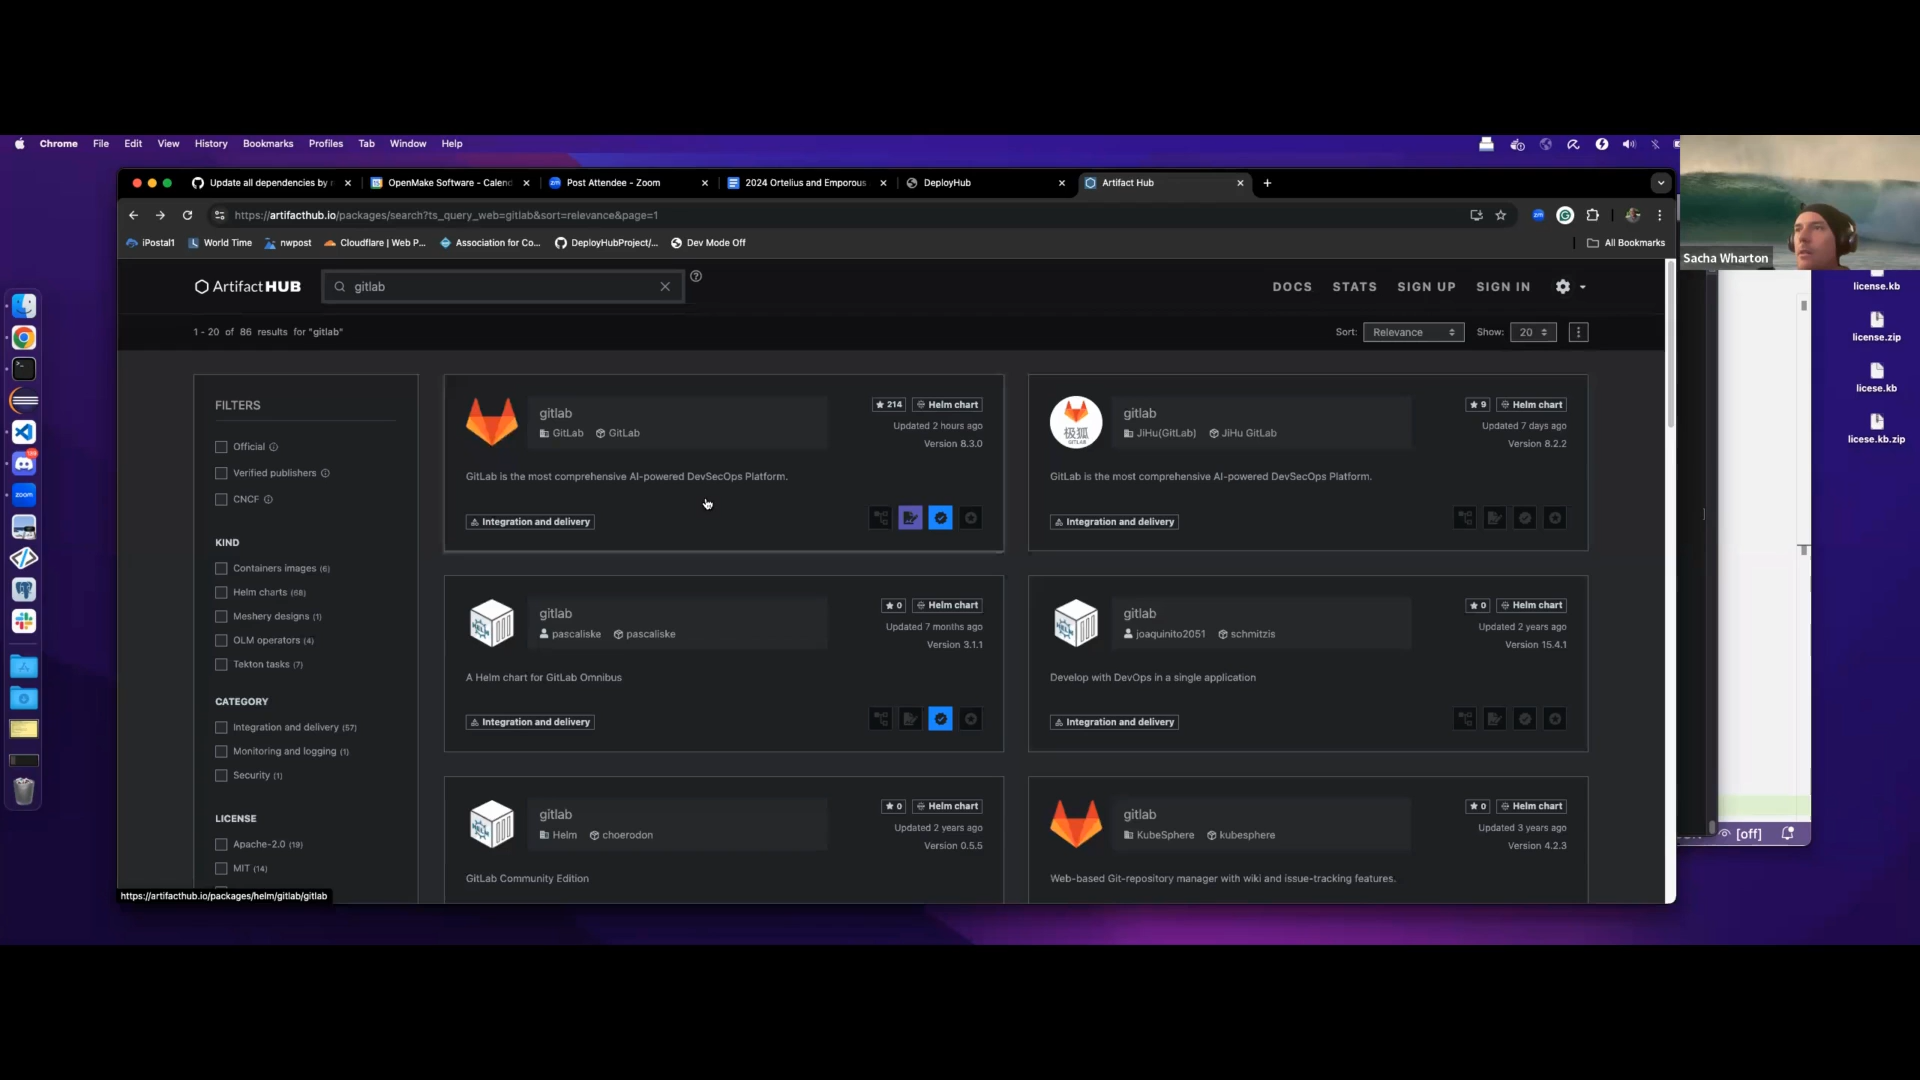 Chrome File Edit View History Bookmarks Profiles Tab Window Help
Update all dependencies by
OpenMake Software - Calend
Post Attendee - Zoom
2024 Ortelius and Emporous
DeployHub
Artifact Hub
https://artifacthub.io/packages/search?ts_query_web=gitlab&sort=relevance&page=1
iPostal1 World Time nwpost Cloudflare | Web P... Association for Co... DeployHubProject/... Dev Mode Off All Bookmarks
Artifact HUB
gitlab
DOCS STATS SIGN UP SIGN IN
1 - 20 of 86 results for "gitlab"
Sort: Relevance Show: 20
FILTERS
Official
Verified publishers
CNCF
KIND
Containers images (6)
Helm charts (68)
Meshery designs (1)
OLM operators (4)
Tekton tasks (7)
CATEGORY
Integration and delivery (57)
Monitoring and logging (1)
Security (1)
LICENSE
Apache-2.0 (19)
MIT (14)
gitlab
GitLab GitLab
214 Helm chart
Updated 2 hours ago
Version 8.3.0
GitLab is the most comprehensive AI-powered DevSecOps Platform.
Integration and delivery
gitlab
JiHu(GitLab) JiHu GitLab
极狐
9 Helm chart
Updated 7 days ago
Version 8.2.2
GitLab is the most comprehensive AI-powered DevSecOps Platform.
Integration and delivery
gitlab
pascaliske pascaliske
HELM
0 Helm chart
Updated 7 months ago
Version 3.1.1
A Helm chart for GitLab Omnibus
Integration and delivery
gitlab
joaquinito2051 schmitzis
HELM
0 Helm chart
Updated 2 years ago
Version 15.4.1
Develop with DevOps in a single application
Integration and delivery
gitlab
Helm choerodon
HELM
0 Helm chart
Updated 2 years ago
Version 0.5.5
GitLab Community Edition
gitlab
KubeSphere kubesphere
0 Helm chart
Updated 3 years ago
Version 4.2.3
Web-based Git-repository manager with wiki and issue-tracking features.
https://artifacthub.io/packages/helm/gitlab/gitlab
Sacha Wharton
license.kb
license.zip
licese.kb
licese.kb.zip
[off]
zoom